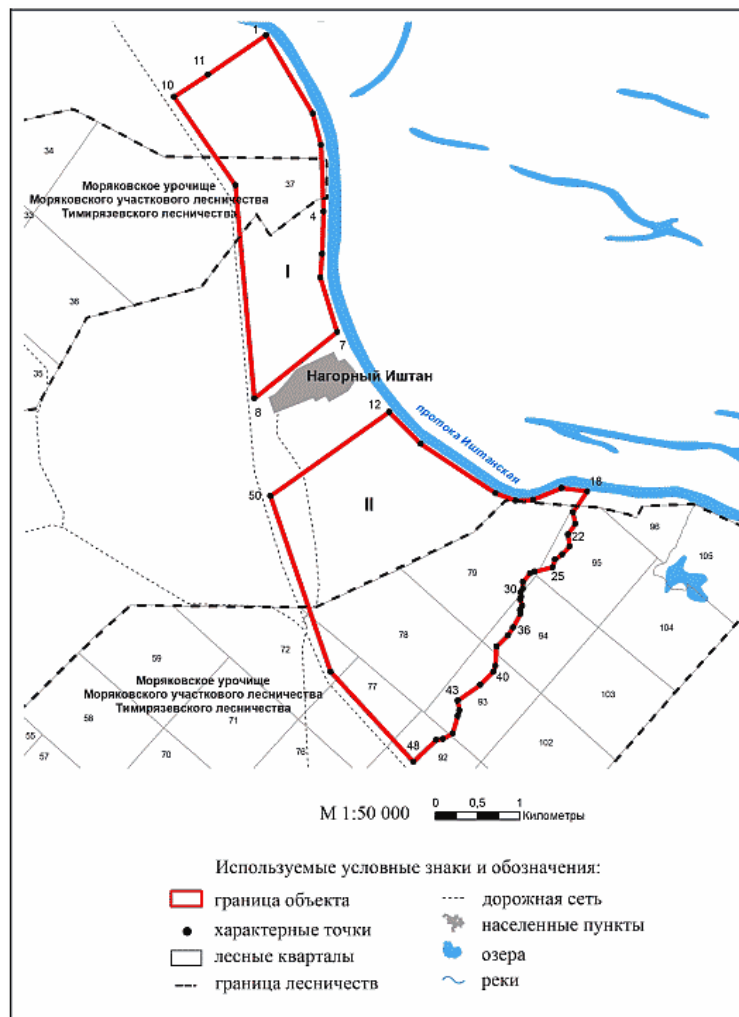 1
11
10
34
37
Моряковское урочище
Моряковского участкового лесничества
Тимирязевского лесничества
33
4
I
36
7
35
Нагорный Иштан
8
12
протока Иштанская
18
50
II
22
96
95
105
79
25
30
104
36
94
78
72
59
40
Моряковское урочище
Моряковского участкового лесничества
Тимирязевского лесничества
77
43
93
103
58
71
55
57
70
76
48
92
102
М 1:50 000
0 0,5 1
Километры
Используемые условные знаки и обозначения:
граница объекта
дорожная сеть
характерные точки
населенные пункты
лесные кварталы
озера
граница лесничеств
реки